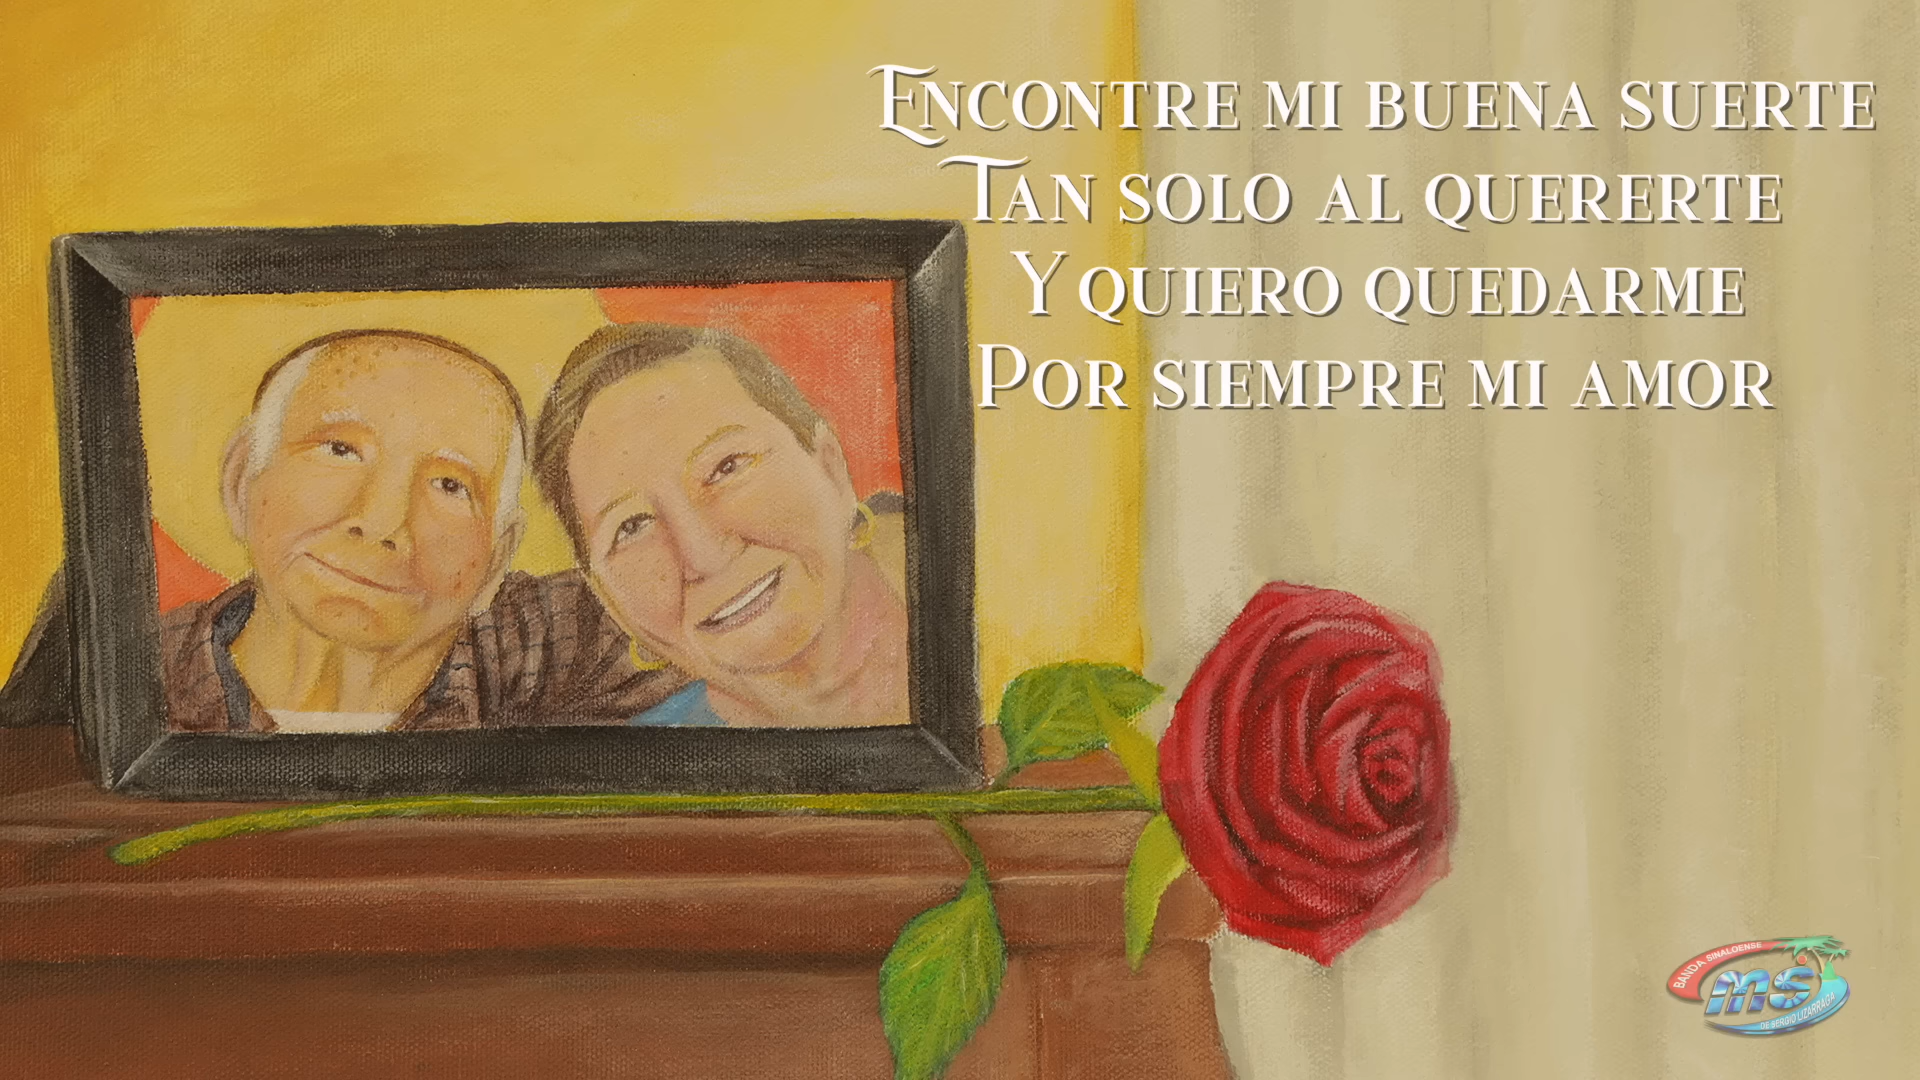 Encontre mi buena suerte
Tan solo al quererte
Y quiero quedarme
Por siempre mi amor
BANDA SINALOENSE
MS
DE SERGIO LIZÁRRAGA